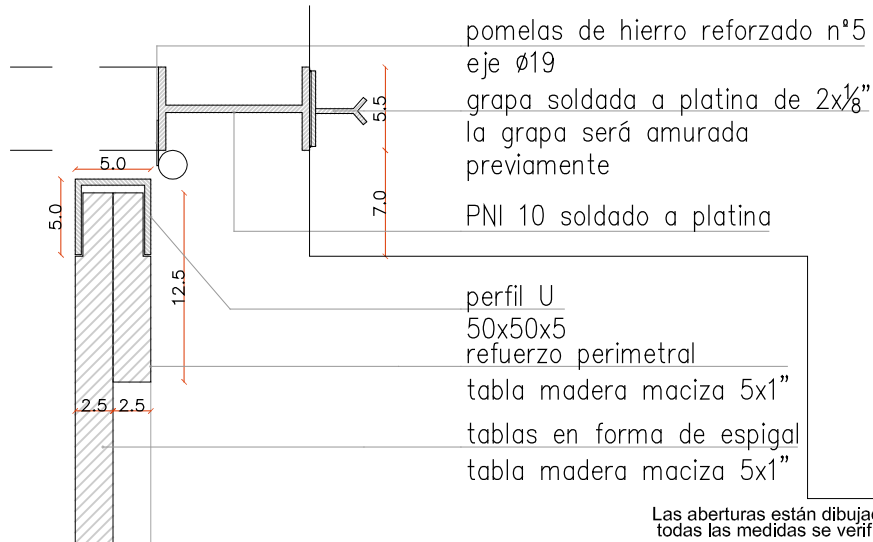 pomelas de hierro reforzado nº5
eje Ø19
grapa soldada a platina de 2x⅛"
la grapa será amurada
previamente
5.5
5.0
5.0
7.0
PNI 10 soldado a platina
12.5
perfil U
50x50x5
refuerzo perimetral
tabla madera maciza 5x1"
2.5
2.5
tablas en forma de espigal
tabla madera maciza 5x1"
Las aberturas están
todas las medidas se